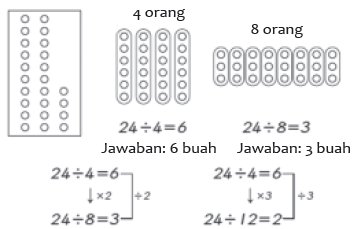 4 orang
8 orang
24÷4=6
24÷8=3
Jawaban: 6 buah
Jawaban: 3 buah
24÷4=6
↓×2
÷2
24÷8=3
24÷4=6
↓×3
÷3
24÷12=2